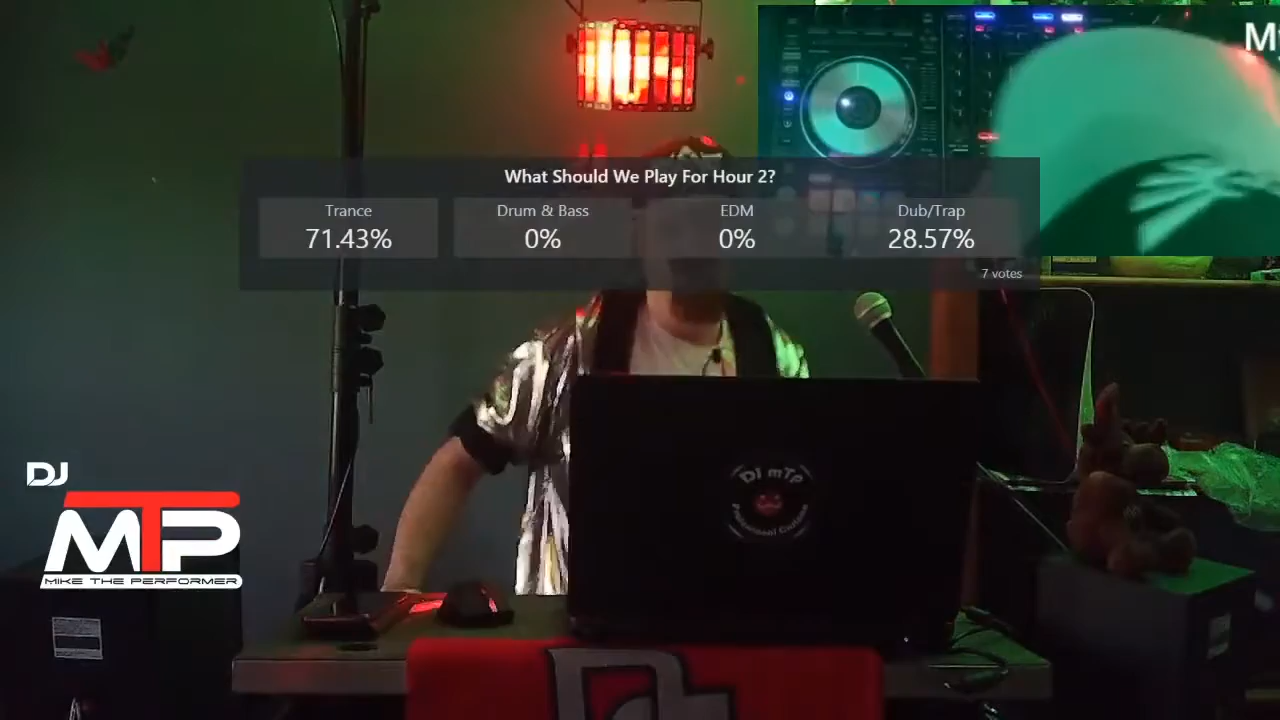 What Should We Play For Hour 2?
Trance
71.43%
Drum & Bass
0%
EDM
0%
Dub/Trap
28.57%
7 votes
DJ
MTP
MIKE THE PERFORMER
DJ mTp